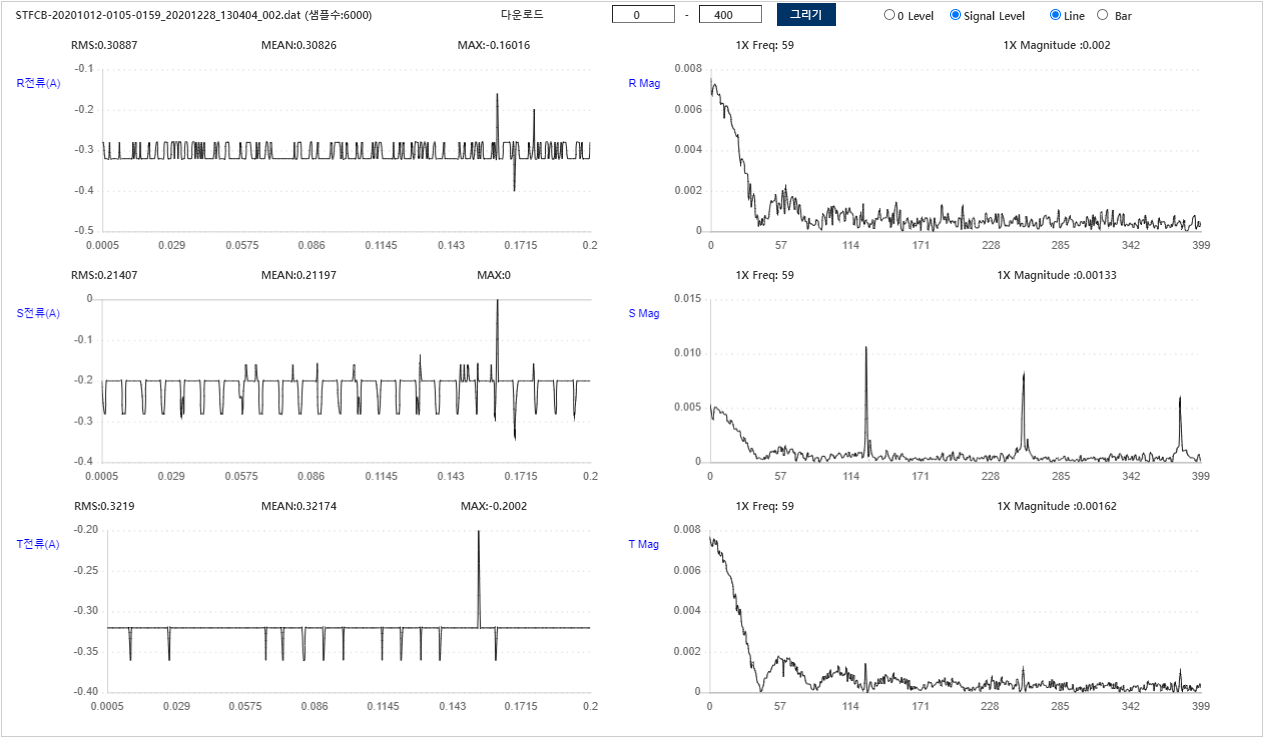 STFCB-20201012-0105-0159_20201228_130404_002.dat (샘플수:6000) 다운로드 0 - 400 그리기 0 Level Signal Level Line Bar
RMS:0.30887 MEAN:0.30826 MAX:-0.16016 1X Freq: 59 1X Magnitude :0.002
R전류(A)
-0.1
-0.2
-0.3
-0.4
-0.5
0.0005 0.029 0.0575 0.086 0.1145 0.143 0.1715 0.2
R Mag
0.008
0.006
0.004
0.002
0
0 57 114 171 228 285 342 399
RMS:0.21407 MEAN:0.21197 MAX:0 1X Freq: 59 1X Magnitude :0.00133
S전류(A)
0
-0.1
-0.2
-0.3
-0.4
0.0005 0.029 0.0575 0.086 0.1145 0.143 0.1715 0.2
S Mag
0.015
0.010
0.005
0
0 57 114 171 228 285 342 399
RMS:0.3219 MEAN:0.32174 MAX:-0.2002 1X Freq: 59 1X Magnitude :0.00162
T전류(A)
-0.20
-0.25
-0.30
-0.35
-0.40
0.0005 0.029 0.0575 0.086 0.1145 0.143 0.1715 0.2
T Mag
0.008
0.006
0.004
0.002
0
0 57 114 171 228 285 342 399